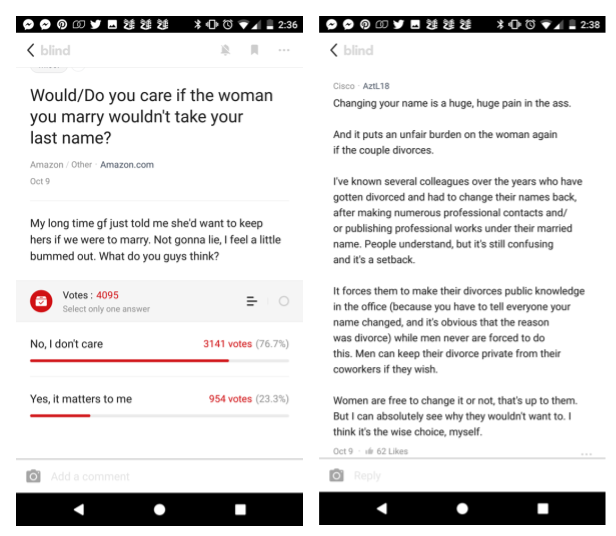 2:36
blind
Would/Do you care if the woman
you marry wouldn't take your
last name?
Amazon / Other · Amazon.com
Oct 9
My long time gf just told me she'd want to keep
hers if we were to marry. Not gonna lie, I feel a little
bummed out. What do you guys think?
Votes : 4095
Select only one answer
No, I don't care 3141 votes (76.7%)
Yes, it matters to me 954 votes (23.3%)
Add a comment
2:38
blind
Cisco · AztL18
Changing your name is a huge, huge pain in the ass.
And it puts an unfair burden on the woman again
if the couple divorces.
I've known several colleagues over the years who have
gotten divorced and had to change their names back,
after making numerous professional contacts and/
or publishing professional works under their married
name. People understand, but it's still confusing
and it's a setback.
It forces them to make their divorces public knowledge
in the office (because you have to tell everyone your
name changed, and it's obvious that the reason
was divorce) while men never are forced to do
this. Men can keep their divorce private from their
coworkers if they wish.
Women are free to change it or not, that's up to them.
But I can absolutely see why they wouldn't want to. I
think it's the wise choice, myself.
Oct 9 · 62 Likes
Reply